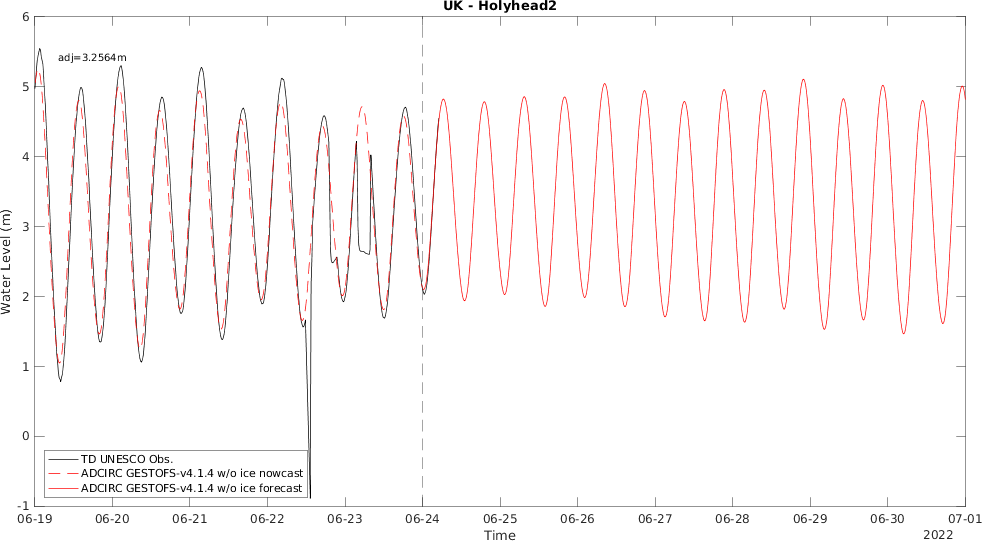 UK - Holyhead2
adj=3.2564m
6
5
4
3
2
1
0
-1
Water Level (m)
TD UNESCO Obs.
ADCIRC GESTOFS-v4.1.4 w/o ice nowcast
ADCIRC GESTOFS-v4.1.4 w/o ice forecast
06-19 06-20 06-21 06-22 06-23 06-24 06-25 06-26 06-27 06-28 06-29 06-30 07-01
Time
2022